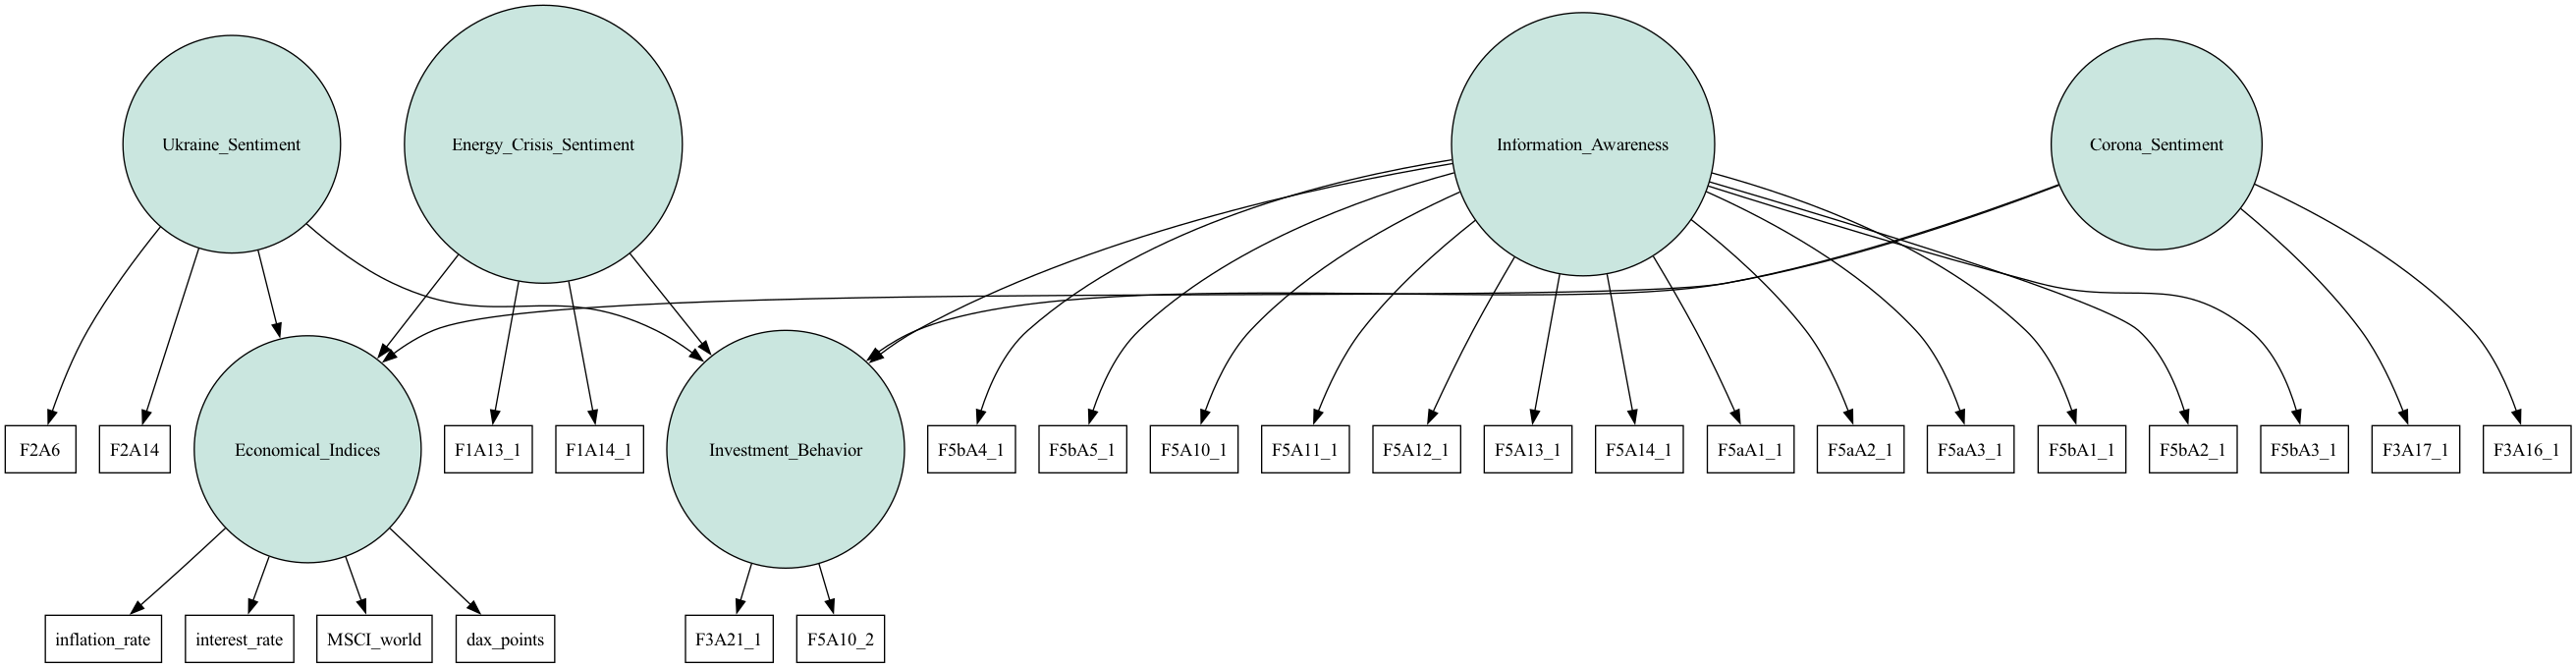 Ukraine_Sentiment
Energy_Crisis_Sentiment
Information_Awareness
Corona_Sentiment
F2A6
F2A14
Economical_Indices
F1A13_1
F1A14_1
Investment_Behavior
F5bA4_1
F5bA5_1
F5A10_1
F5A11_1
F5A12_1
F5A13_1
F5A14_1
F5aA1_1
F5aA2_1
F5aA3_1
F5bA1_1
F5bA2_1
F5bA3_1
F3A17_1
F3A16_1
inflation_rate
interest_rate
MSCI_world
dax_points
F3A21_1
F5A10_2